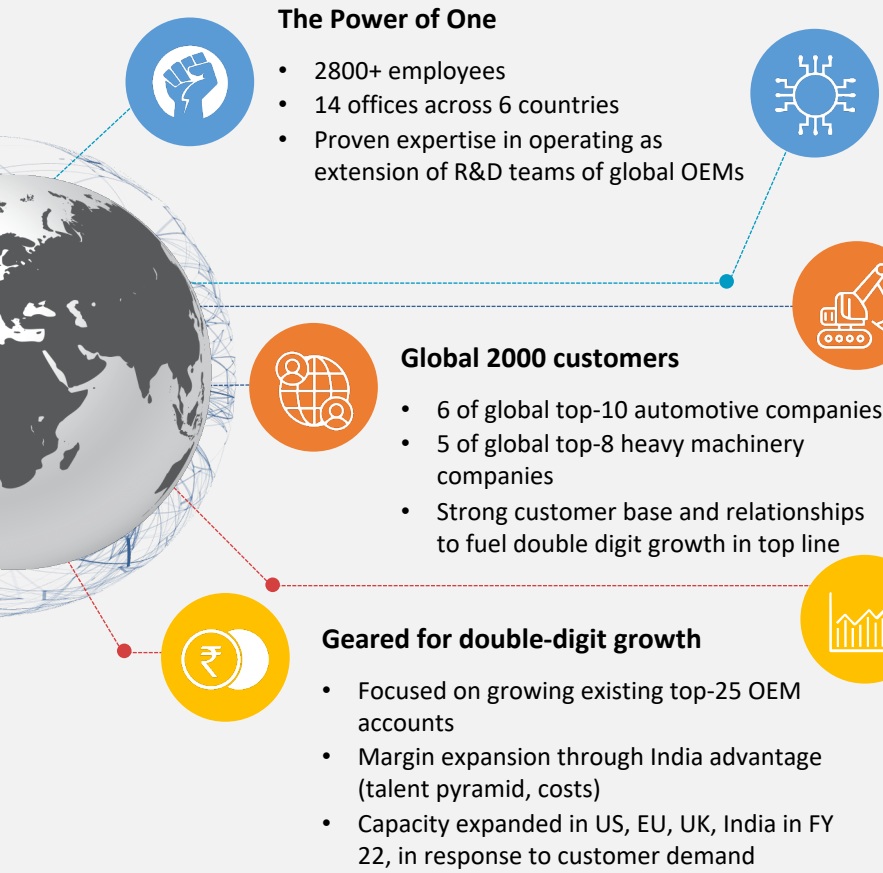 The Power of One
• 2800+ employees
• 14 offices across 6 countries
• Proven expertise in operating as
extension of R&D teams of global OEMs
Global 2000 customers
• 6 of global top-10 automotive companies
• 5 of global top-8 heavy machinery
companies
• Strong customer base and relationships
to fuel double digit growth in top line
₹
Geared for double-digit growth
• Focused on growing existing top-25 OEM
accounts
• Margin expansion through India advantage
(talent pyramid, costs)
• Capacity expanded in US, EU, UK, India in FY
22, in response to customer demand